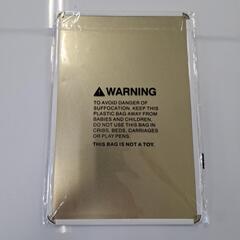 WARNING
TO AVOID DANGER OF
SUFFOCATION. KEEP THIS
PLASTIC BAG AWAY FROM
BABIES AND CHILDREN.
DO NOT USE THIS BAG IN
CRIBS, BEDS, CARRIAGES
OR PLAY PENS.
THIS BAG IS NOT A TOY.